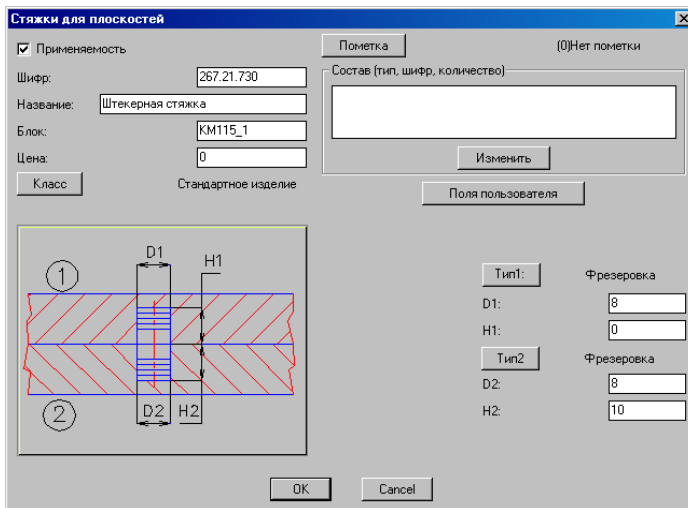 Стяжки для плоскостей
Применяемость
Пометка
(0)Нет пометки
Шифр:
267.21.730
Состав (тип, шифр, количество)
Название:
Штекерная стяжка
Блок:
KM115_1
Цена:
0
Изменить
Класс
Стандартное изделие
Поля пользователя
D1
H1
1
2
D2
H2
Тип1:
Фрезеровка
D1:
8
H1:
0
Тип2
Фрезеровка
D2:
8
H2:
10
OK
Cancel